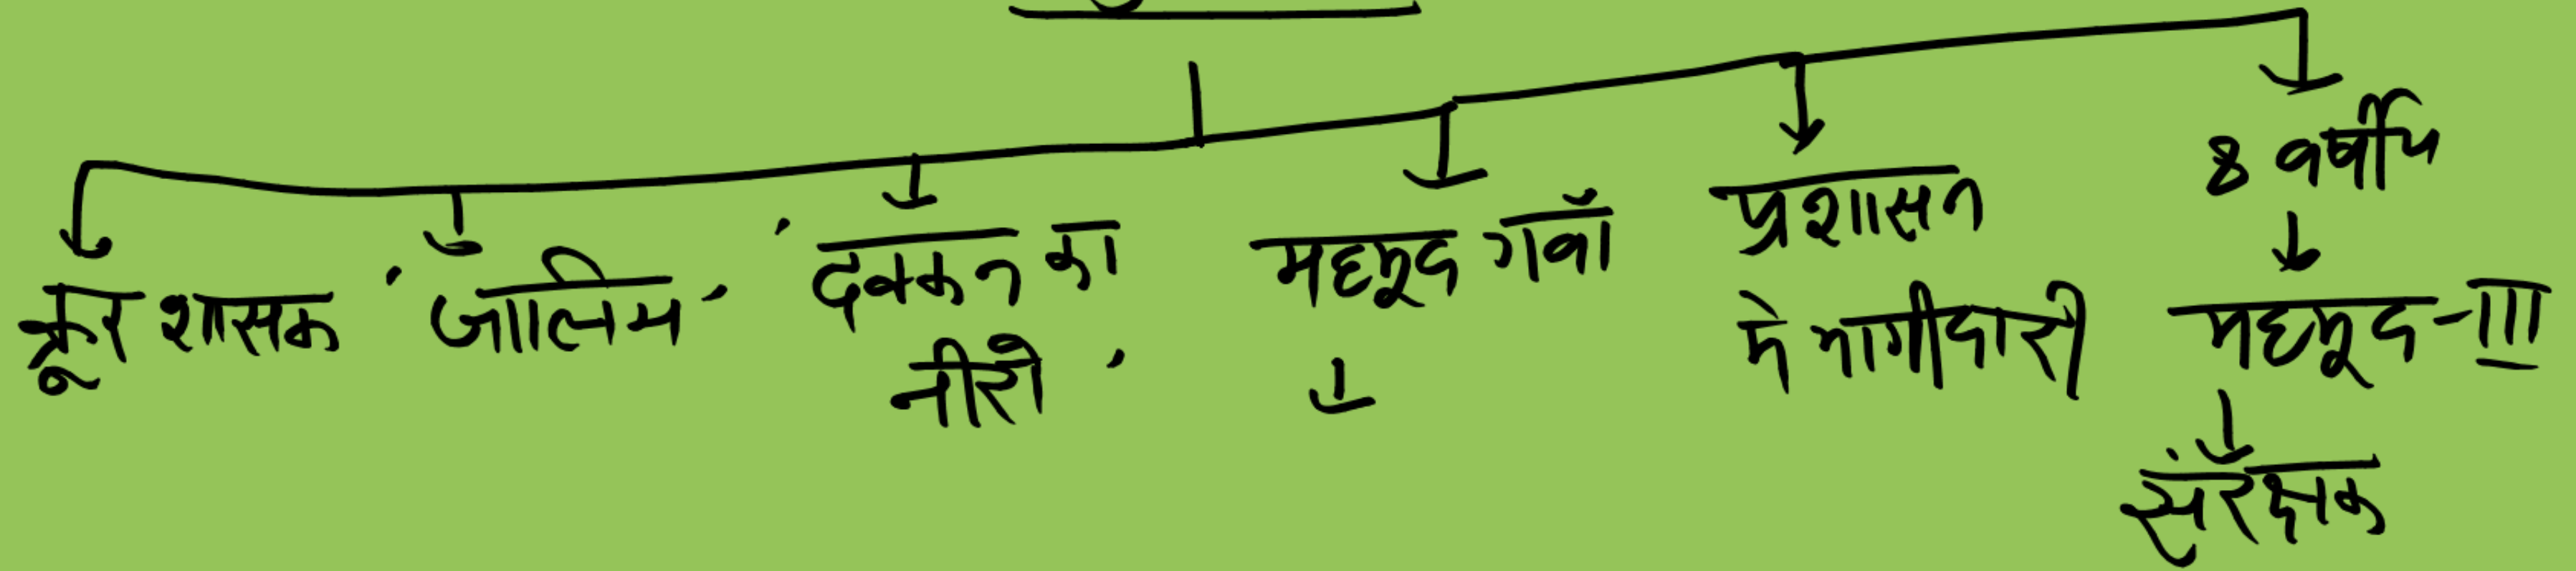 क्रूर शासक
'जालिम'
'दक्कन का
नीरो'
महमूद गवाँ
प्रशासन
मे भागीदारी
8 वर्षीय
महमूद-III
संरक्षक